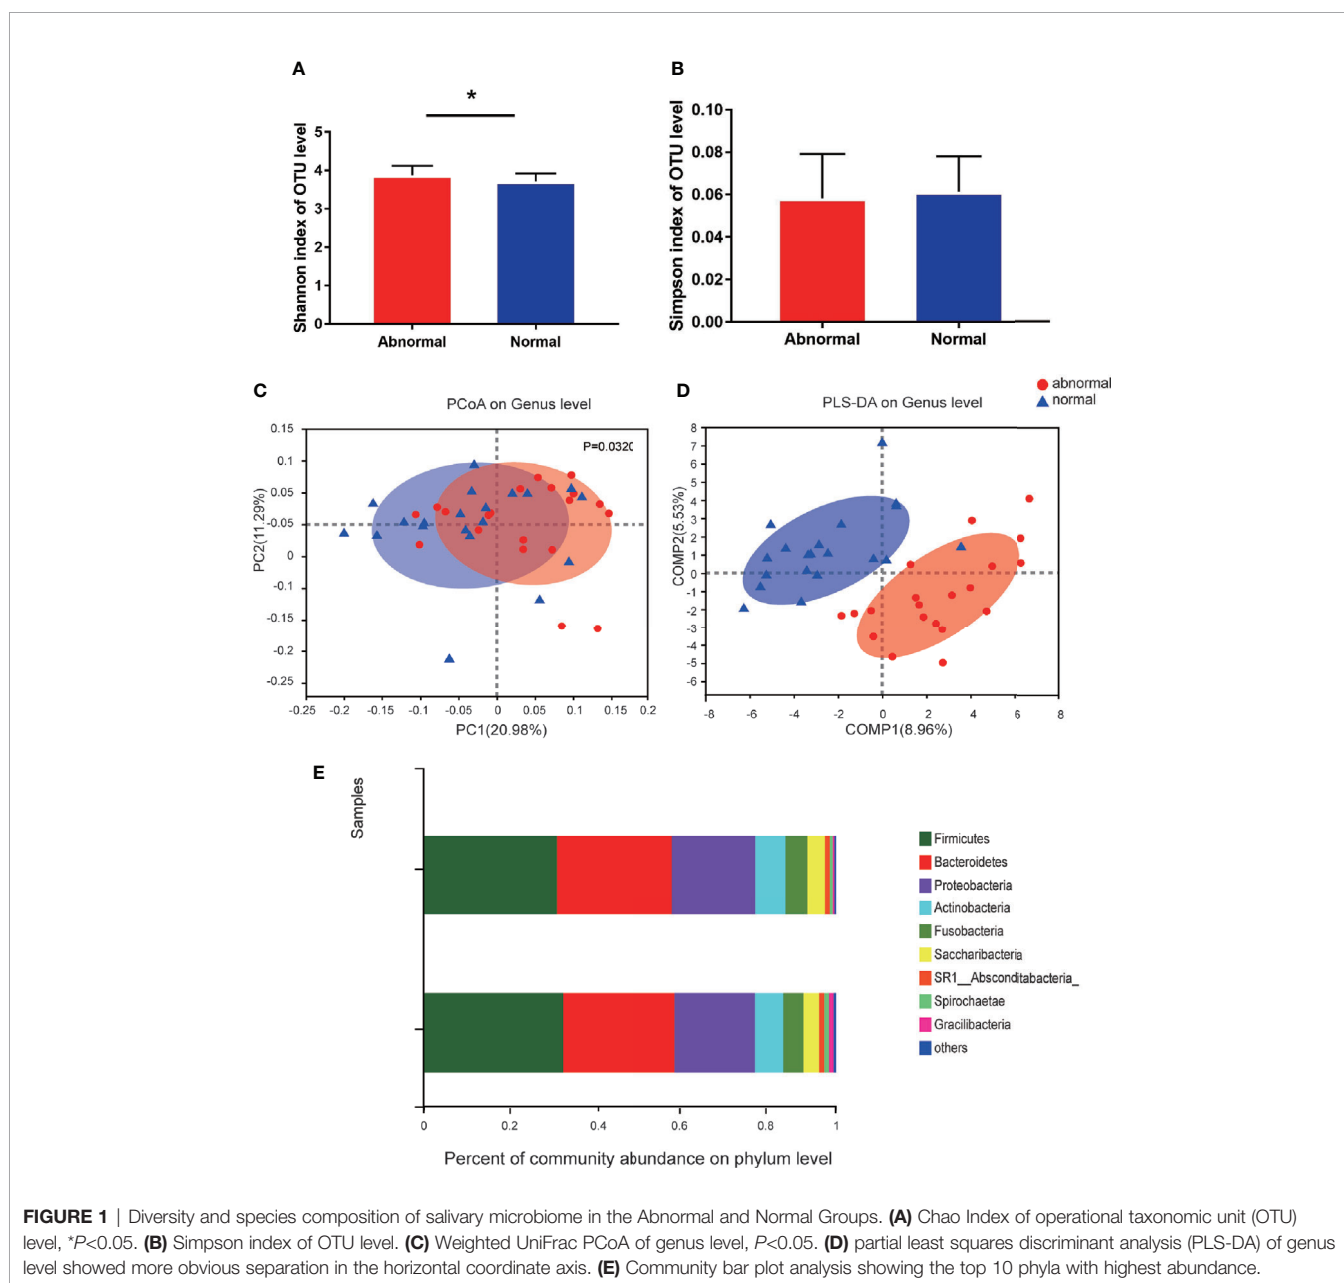 A
*
Shannon index of OTU level
5
4
3
2
1
0
Abnormal Normal
B
Simpson index of OTU level
0.10
0.08
0.06
0.04
0.02
0.00
Abnormal Normal
C
PCoA on Genus level
P=0.0320
PC2(11.29%)
0.15
0.1
0.05
-0.05
0
-0.1
-0.15
-0.2
-0.25
-0.25 -0.2 -0.15 -0.1 -0.05 0 0.05 0.1 0.15 0.2
PC1(20.98%)
D
PLS-DA on Genus level
abnormal
normal
COMP2(5.53%)
8
7
6
5
4
3
2
1
0
-1
-2
-3
-4
-5
-6
-8 -6 -4 -2 0 2 4 6 8
COMP1(8.96%)
E
Samples
0 0.2 0.4 0.6 0.8 1
Percent of community abundance on phylum level
Firmicutes
Bacteroidetes
Proteobacteria
Actinobacteria
Fusobacteria
Saccharibacteria
SR1__Absconditabacteria_
Spirochaetae
Gracilibacteria
others
FIGURE 1 | Diversity and species composition of salivary microbiome in the Abnormal and Normal Groups. (A) Chao Index of operational taxonomic unit (OTU)
level, *P<0.05. (B) Simpson index of OTU level. (C) Weighted UniFrac PCoA of genus level, P<0.05. (D) partial least squares discriminant analysis (PLS-DA) of genus
level showed more obvious separation in the horizontal coordinate axis. (E) Community bar plot analysis showing the top 10 phyla with highest abundance.